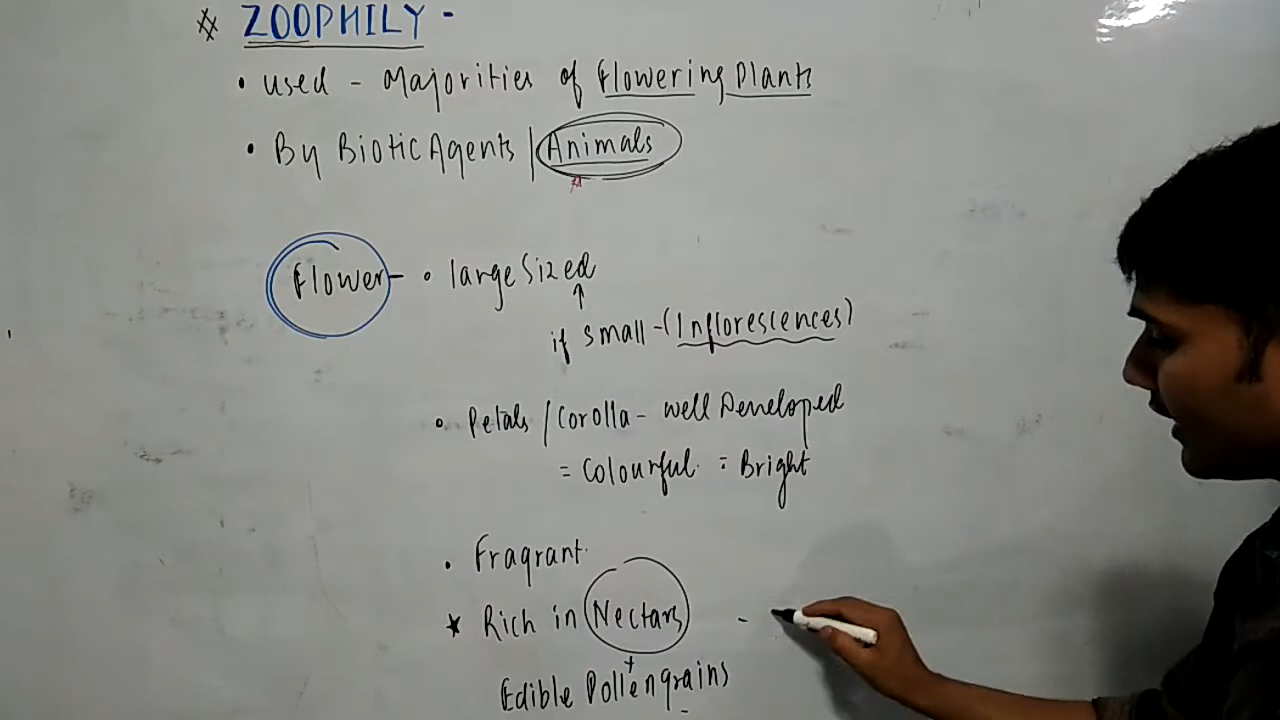 * ZOOPHILY -
• Used - Majorities of Flowering Plants
• By Biotic Agents / Animals
Flower - • large Sized
↑
if small - (Inflorescences)
• Petals / Corolla - well Developed
= Colourful = Bright
• Fragrant
* Rich in Nectars -
+
Edible Pollengrains